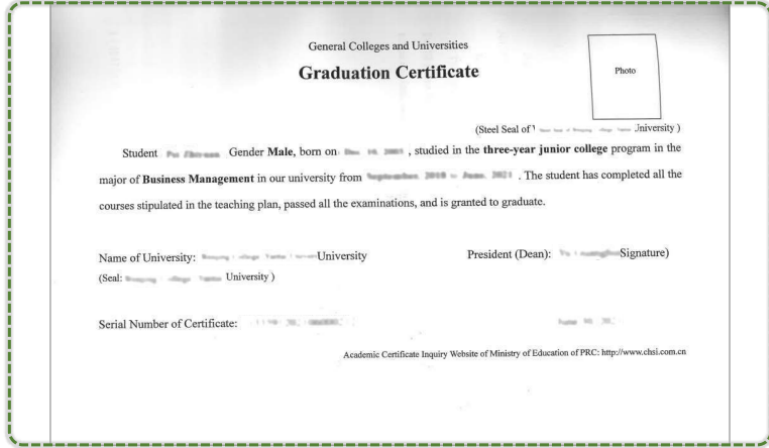 General Colleges and Universities
Graduation Certificate
Photo
(Steel Seal of University )
Student Gender Male, born on , studied in the three-year junior college program in the
major of Business Management in our university from . The student has completed all the
courses stipulated in the teaching plan, passed all the examinations, and is granted to graduate.
Name of University: University
President (Dean): Signature)
(Seal: University )
Serial Number of Certificate:
Academic Certificate Inquiry Website of Ministry of Education of PRC: http://www.chsi.com.cn